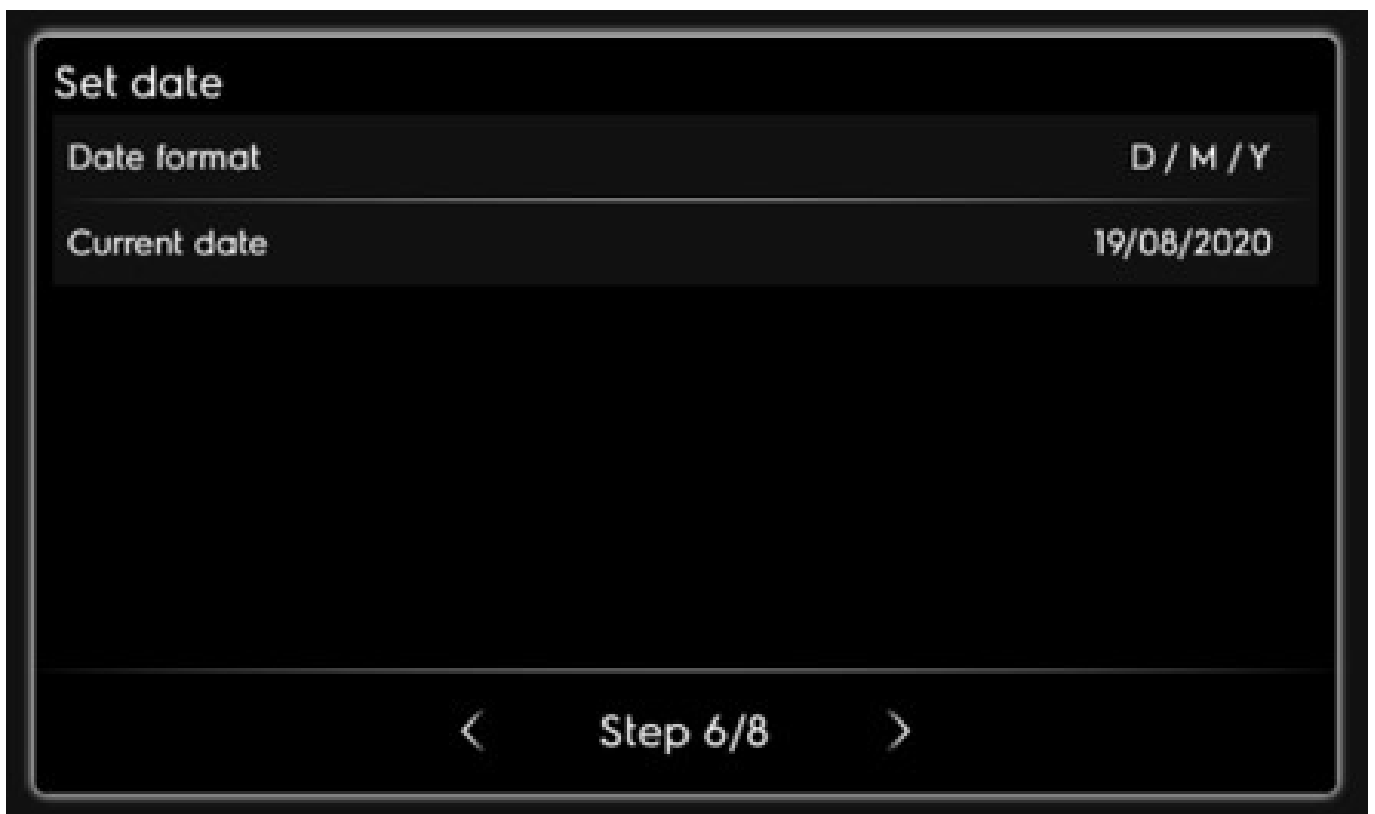 Set date
Date format D / M / Y
Current date 19/08/2020
< Step 6/8 >